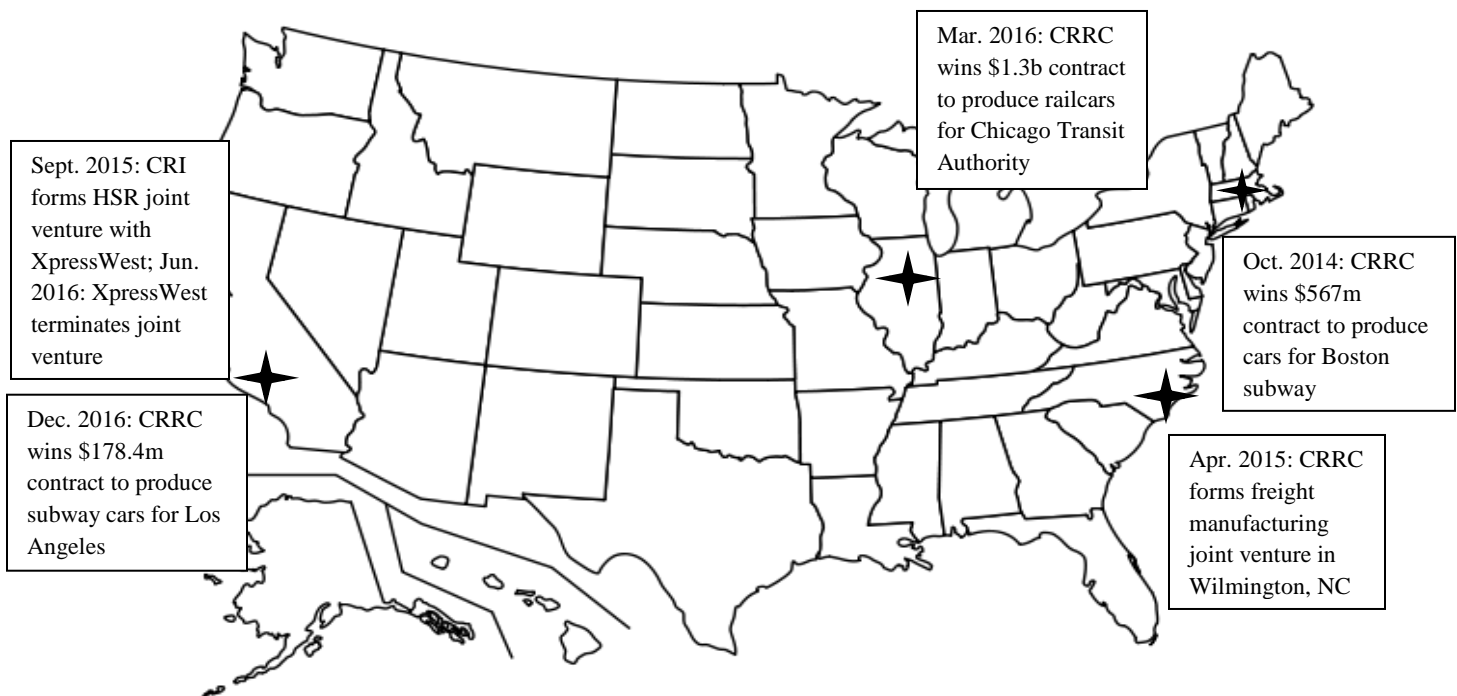 Mar. 2016: CRRC
wins $1.3b contract
to produce railcars
for Chicago Transit
Authority
Sept. 2015: CRI
forms HSR joint
venture with
XpressWest; Jun.
2016: XpressWest
terminates joint
venture
Oct. 2014: CRRC
wins $567m
contract to produce
cars for Boston
subway
Dec. 2016: CRRC
wins $178.4m
contract to produce
subway cars for Los
Angeles
Apr. 2015: CRRC
forms freight
manufacturing
joint venture in
Wilmington, NC